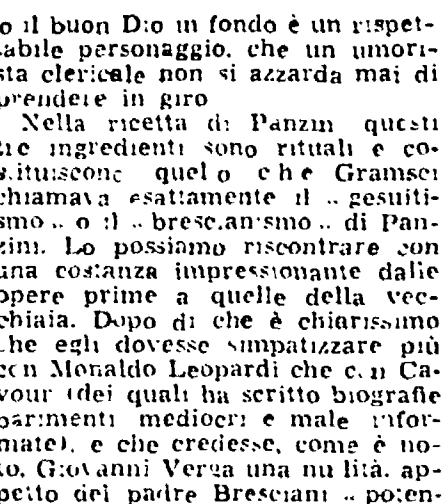 o il buon Dio in fondo è un rispet-
tabile personaggio, che un umori-
sta clericale non si azzarda mai di
prendere in giro
Nella ricetta di Panzini questi
tre ingredienti sono rituali e co-
stituiscono quello che Gramsci
chiamava esattamente il « gesuiti-
smo » o il « brescianismo » di Pan-
zini. Lo possiamo riscontrare con
una costanza impressionante dalle
opere prime a quelle della vec-
chiaia. Dopo di che è chiarissimo
che egli dovesse simpatizzare più
con Monaldo Leopardi che con Ca-
vour (dei quali ha scritto biografie
parimenti mediocri e male infor-
mate), e che credesse, come è no-
to, Giovanni Verga una nullità, ap-
petto del padre Bresciani « poten-